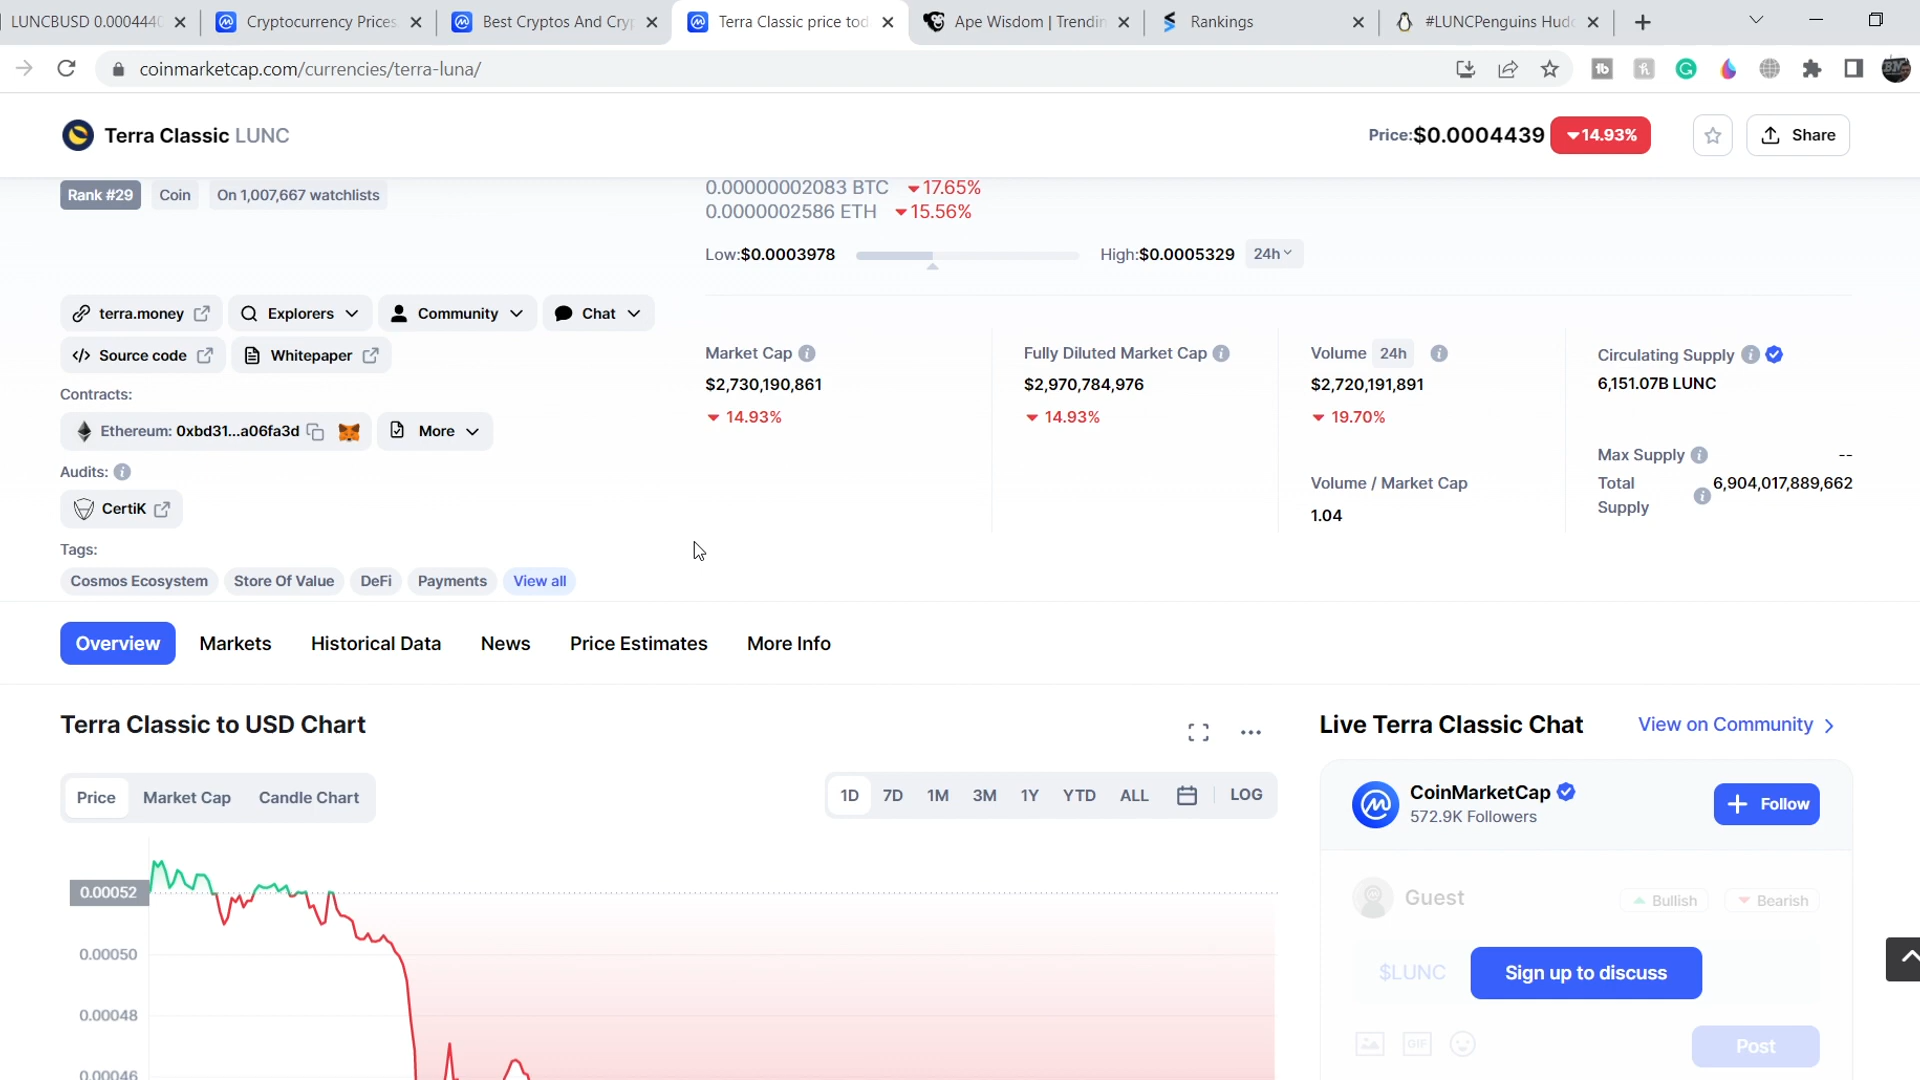 LUNCBUSD 0.0004440
Cryptocurrency Prices
Best Cryptos And Cryp
Terra Classic price tod
Ape Wisdom | Trendin
Rankings
#LUNCPenguins Hudd
coinmarketcap.com/currencies/terra-luna/
Terra Classic LUNC
Price:$0.0004439 14.93%
Share
Rank #29 Coin On 1,007,667 watchlists
0.00000002083 BTC 17.65%
0.0000002586 ETH 15.56%
Low:$0.0003978 High:$0.0005329 24h
terra.money Explorers Community Chat
Source code Whitepaper
Contracts:
Ethereum: 0xbd31...a06fa3d More
Audits:
CertiK
Tags:
Cosmos Ecosystem Store Of Value DeFi Payments View all
Market Cap
$2,730,190,861
14.93%
Fully Diluted Market Cap
$2,970,784,976
14.93%
Volume 24h
$2,720,191,891
19.70%
Volume / Market Cap
1.04
Circulating Supply
6,151.07B LUNC
Max Supply --
Total Supply 6,904,017,889,662
Overview Markets Historical Data News Price Estimates More Info
Terra Classic to USD Chart
Price Market Cap Candle Chart
1D 7D 1M 3M 1Y YTD ALL LOG
0.00052
0.00050
0.00048
0.00046
Live Terra Classic Chat View on Community
CoinMarketCap
572.9K Followers
+ Follow
Guest Bullish Bearish
$LUNC Sign up to discuss
GIF
Post